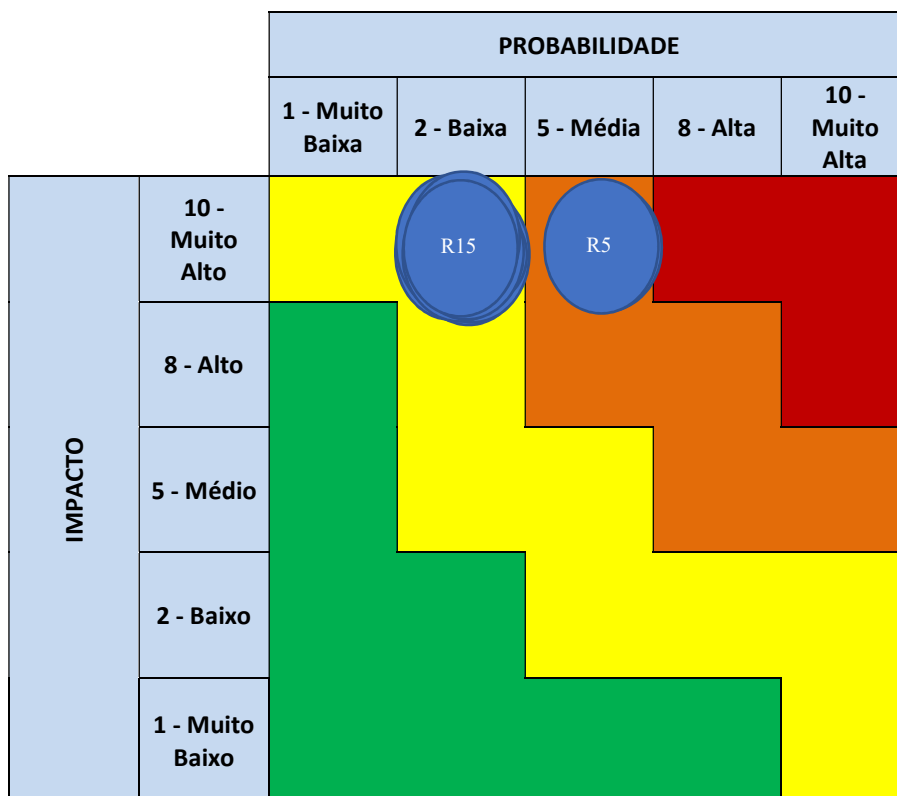 PROBABILIDADE
1 - Muito
Baixa
2 - Baixa
5 - Média
8 - Alta
10 -
Muito
Alta
IMPACTO
10 -
Muito
Alto
R15
R5
8 - Alto
5 - Médio
2 - Baixo
1 - Muito
Baixo